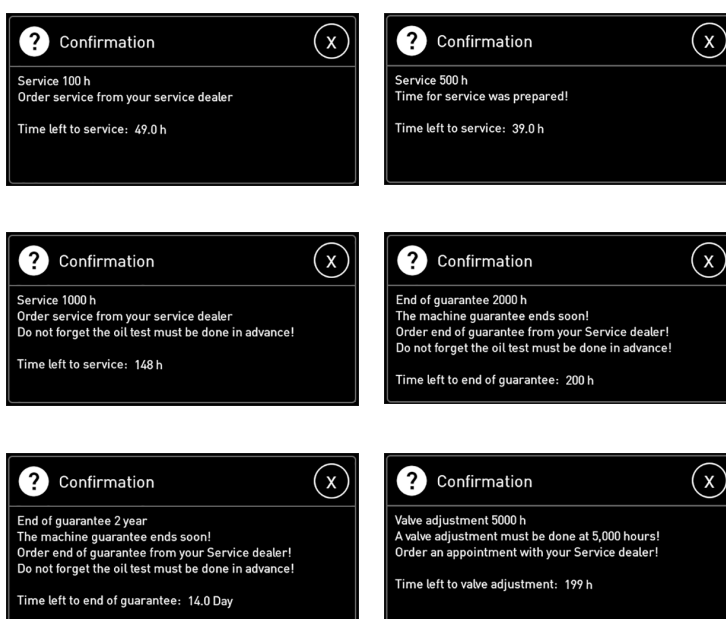 ? Confirmation X
Service 100 h
Order service from your service dealer
Time left to service: 49.0 h
? Confirmation X
Service 500 h
Time for service was prepared!
Time left to service: 39.0 h
? Confirmation X
Service 1000 h
Order service from your service dealer
Do not forget the oil test must be done in advance!
Time left to service: 148 h
? Confirmation X
End of guarantee 2000 h
The machine guarantee ends soon!
Order end of guarantee from your Service dealer!
Do not forget the oil test must be done in advance!
Time left to end of guarantee: 200 h
? Confirmation X
End of guarantee 2 year
The machine guarantee ends soon!
Order end of guarantee from your Service dealer!
Do not forget the oil test must be done in advance!
Time left to end of guarantee: 14.0 Day
? Confirmation X
Valve adjustment 5000 h
A valve adjustment must be done at 5,000 hours!
Order an appointment with your Service dealer!
Time left to valve adjustment: 199 h